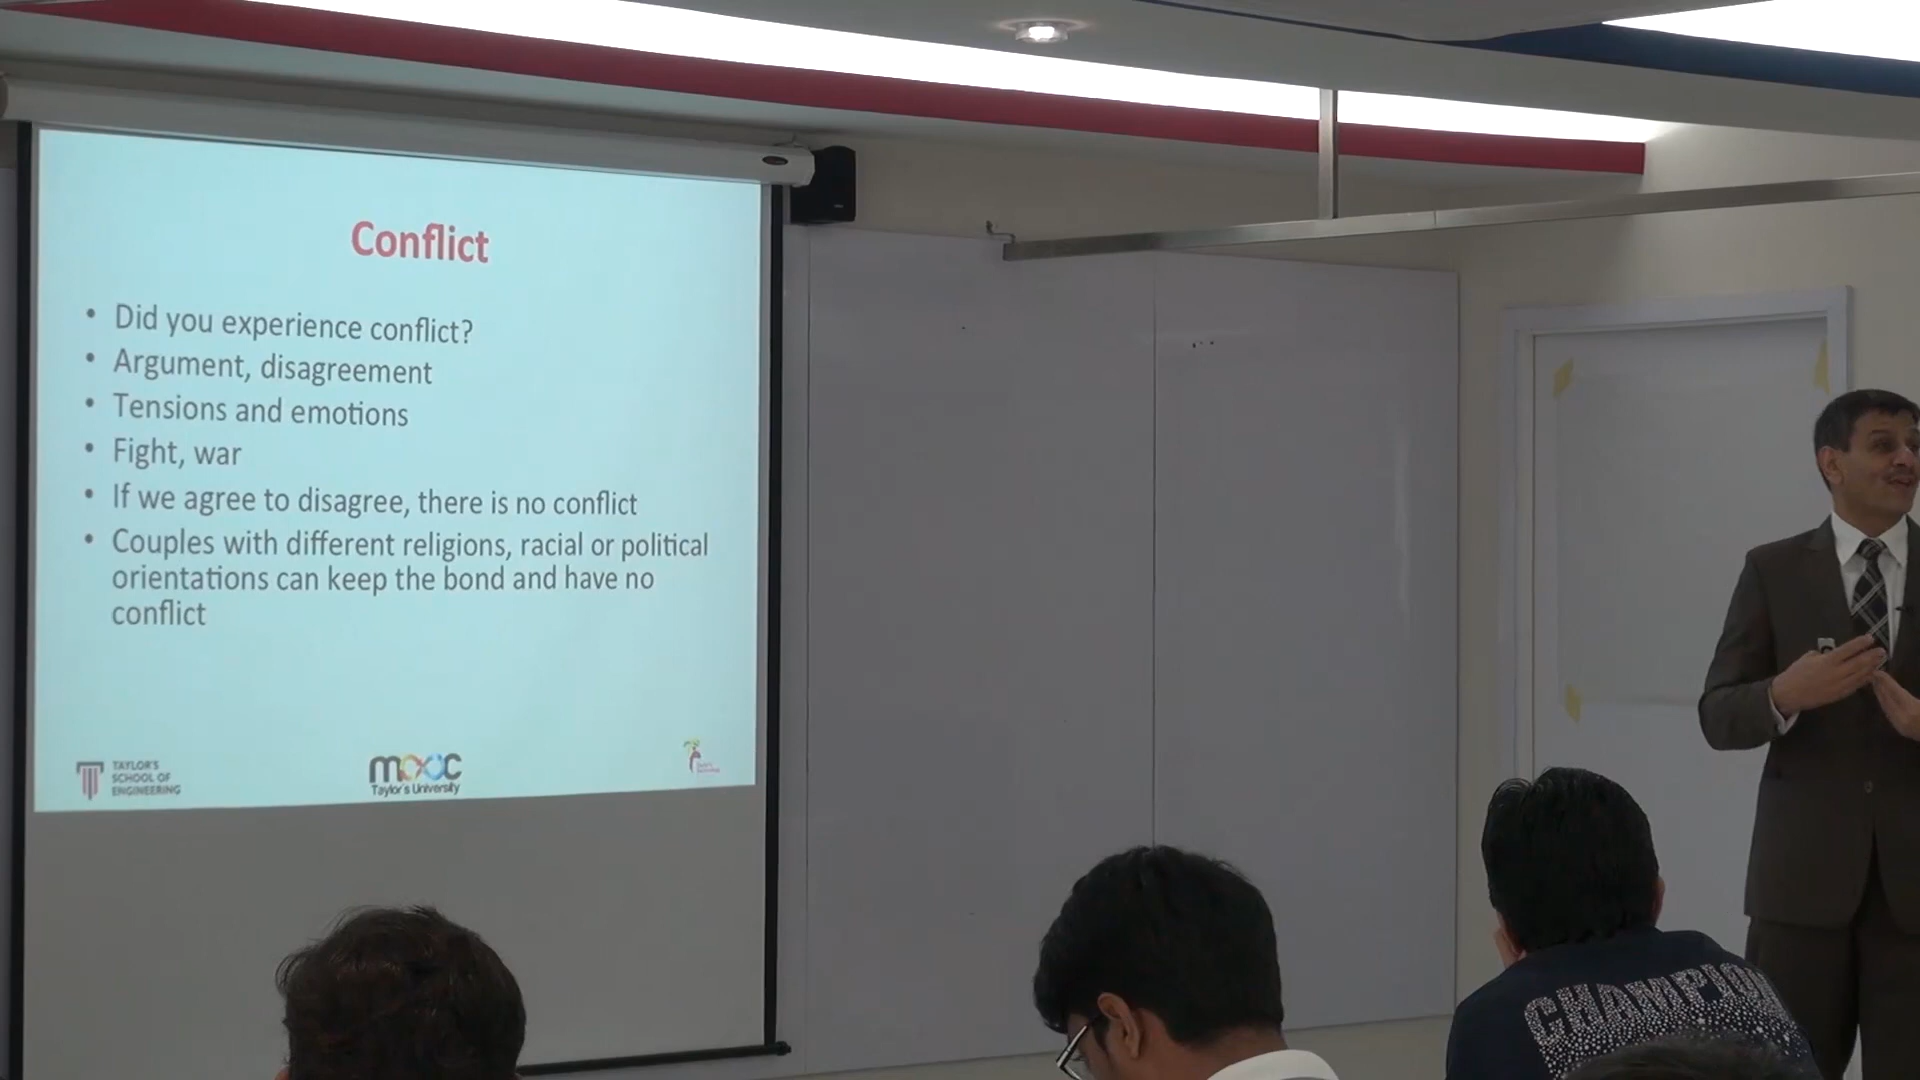 Conflict
• Did you experience conflict?
• Argument, disagreement
• Tensions and emotions
• Fight, war
• If we agree to disagree, there is no conflict
• Couples with different religions, racial or political
orientations can keep the bond and have no
conflict
TAYLOR'S
SCHOOL OF
ENGINEERING
mooc
Taylor's University
CHAMPION